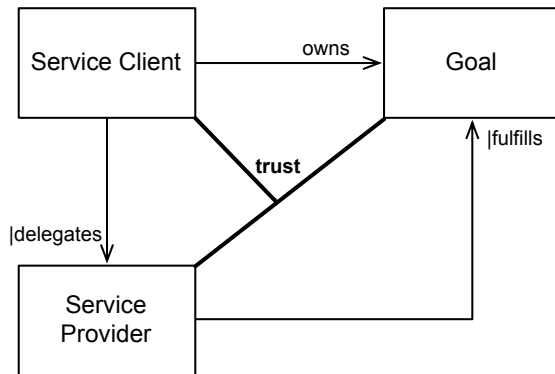 Service Client
owns
Goal
trust
|fulfills
|delegates
Service
Provider